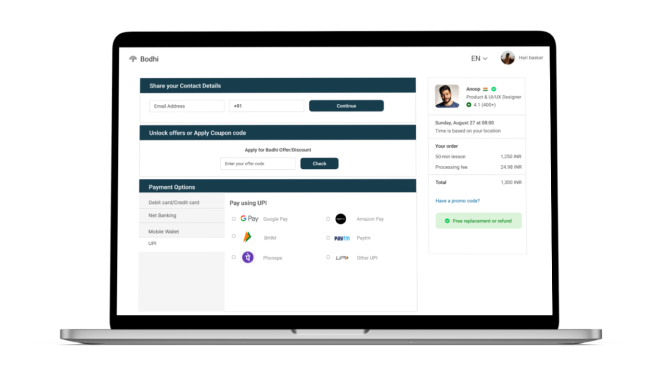 Bodhi
EN
Hari baskar
Share your Contact Details
Email Address
+91
Continue
Unlock offers or Apply Coupon code
Apply for Bodhi Offer/Discount
Enter your offer code
Check
Payment Options
Debit card/Credit card
Net Banking
Mobile Wallet
UPI
Pay using UPI
G Pay Google Pay
Amazon Pay
BHIM
Paytm Paytm
Phonepe
UPI Other UPI
Anoop
Product & UI/UX Designer
4.1 (400+)
Sunday, August 27 at 08:00
Time is based on your location
Your order
50-min lesson 1,250 INR
Processing fee 24.98 INR
Total 1,300 INR
Have a promo code?
Free replacement or refund